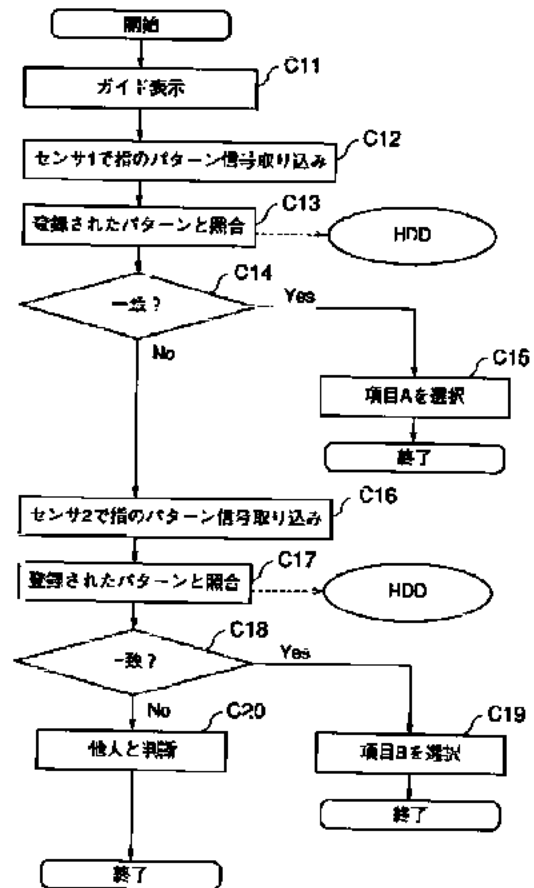 開始
C11
ガイド表示
C12
センサ1で指のパターン信号取り込み
C13
登録されたパターンと照合
HDD
C14
一致?
Yes
No
C15
項目Aを選択
終了
C16
センサ2で指のパターン信号取り込み
C17
登録されたパターンと照合
HDD
C18
一致?
Yes
No
C20
他人と判断
C19
項目Bを選択
終了
終了